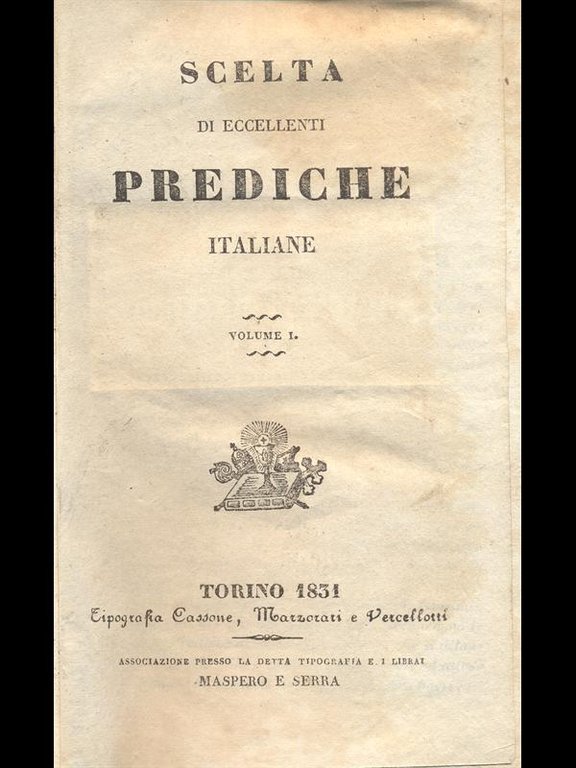 SCELTA
DI ECCELLENTI
PREDICHE
ITALIANE
VOLUME I.
TORINO 1831
Tipografia Cassone, Marzorati e Vercellotti
ASSOCIAZIONE PRESSO LA DETTA TIPOGRAFIA E. I LIBRAI
MASPERO E SERRA